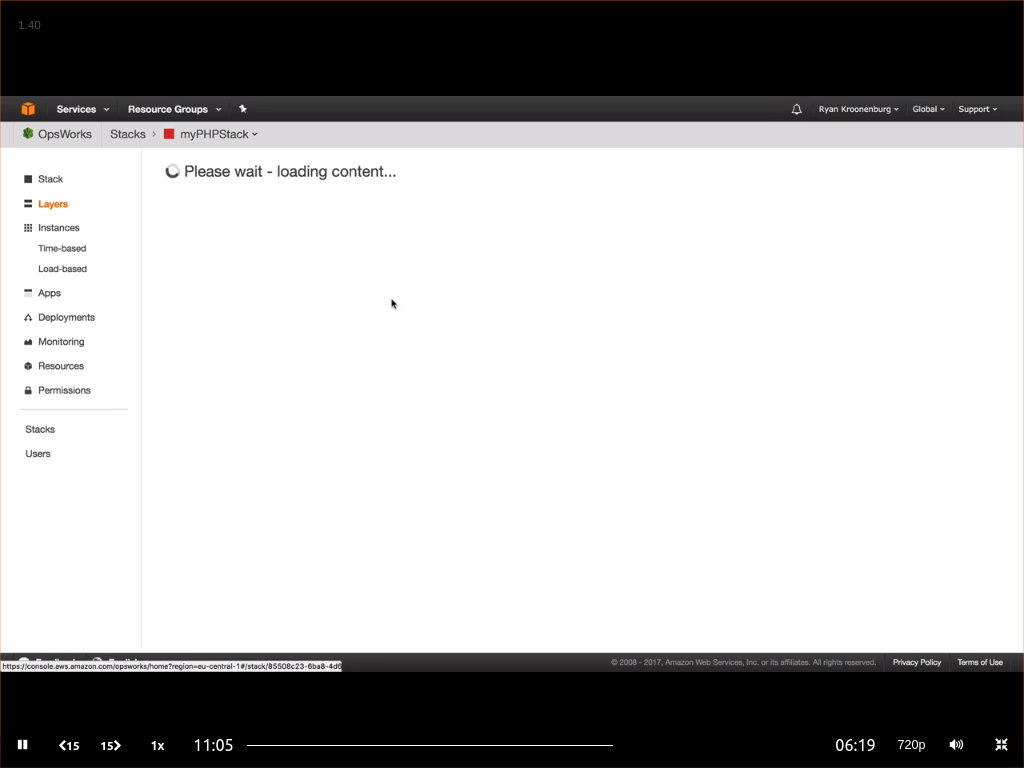 1.40
Services Resource Groups Ryan Kroonenburg Global Support
OpsWorks Stacks myPHPStack
Please wait - loading content...
Stack
Layers
Instances
Time-based
Load-based
Apps
Deployments
Monitoring
Resources
Permissions
Stacks
Users
https://console.aws.amazon.com/opsworks/home?region=eu-central-1#/stack/85508c23-6ba8-4d6
© 2008 - 2017, Amazon Web Services, Inc. or its affiliates. All rights reserved. Privacy Policy Terms of Use
15 15 1x 11:05 06:19 720p